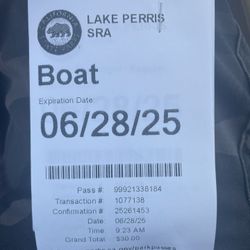 LAKE PERRIS
SRA
Boat
Expiration Date:
06/28/25
Pass #: 99921338184
Transaction #: 1077138
Confirmation #: 25261453
Date: 06/28/25
Time: 9:23 AM
Grand Total: $30.00